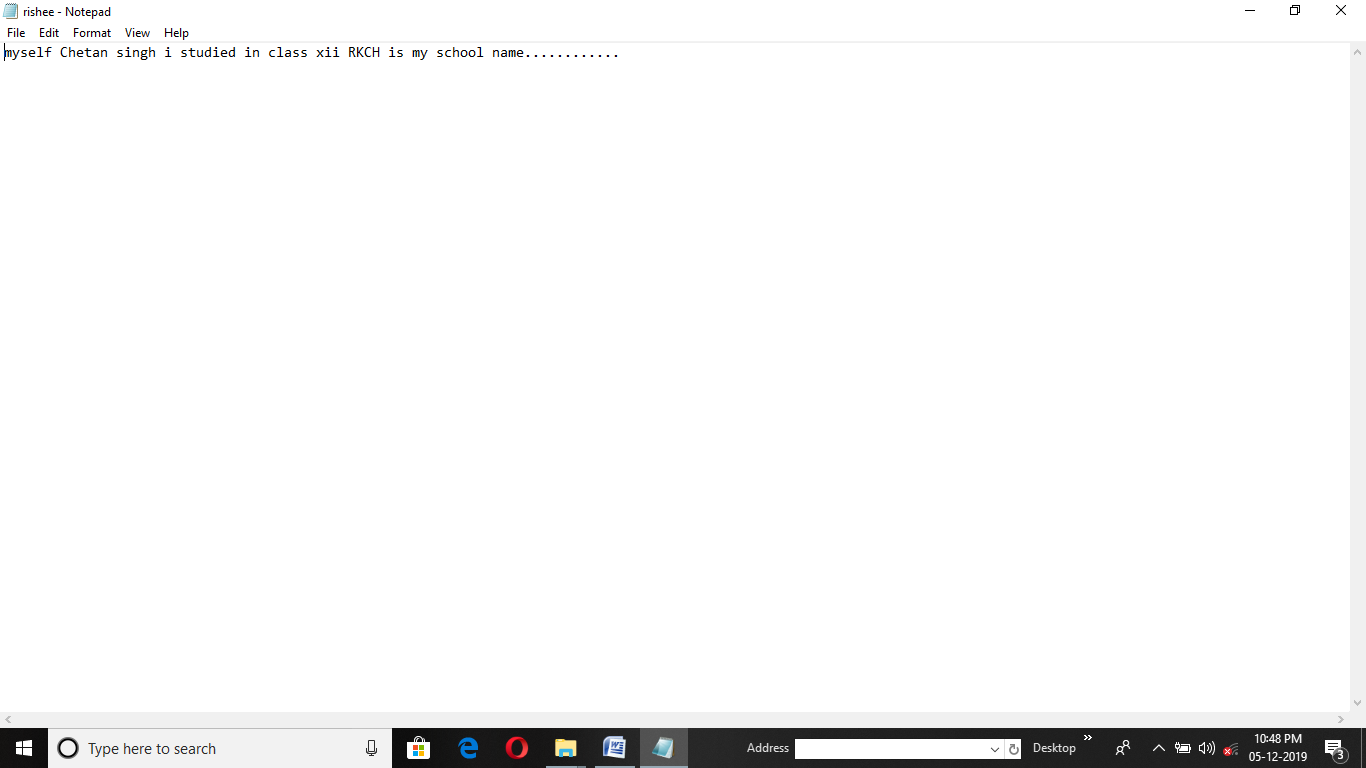 rishee - Notepad
File Edit Format View Help
myself Chetan singh i studied in class xii RKCH is my school name............
Type here to search
Address
Desktop
10:48 PM
05-12-2019
3